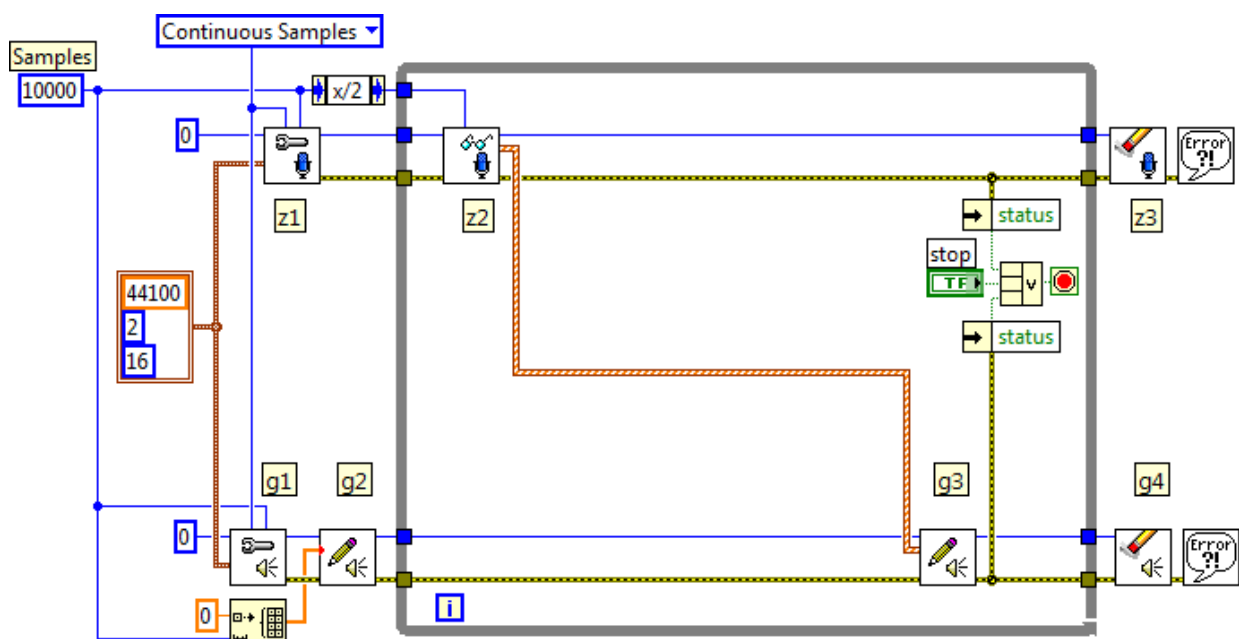 Continuous Samples
Samples
10000
x/2
0
Error
?!
z1
z2
z3
status
stop
TF
v
44100
2
16
status
g1
g2
g3
g4
0
Error
?!
i
0